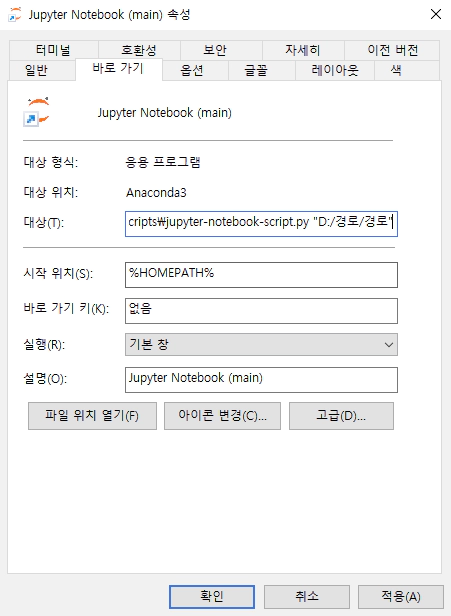 Jupyter Notebook (main) 속성
터미널 호환성 보안 자세히 이전 버전
일반 바로 가기 옵션 글꼴 레이아웃 색
Jupyter Notebook (main)
대상 형식: 응용 프로그램
대상 위치: Anaconda3
대상(T): cripts₩jupyter-notebook-script.py "D:/경로/경로"
시작 위치(S): %HOMEPATH%
바로 가기 키(K): 없음
실행(R): 기본 창
설명(O): Jupyter Notebook (main)
파일 위치 열기(F) 아이콘 변경(C)... 고급(D)...
확인 취소 적용(A)